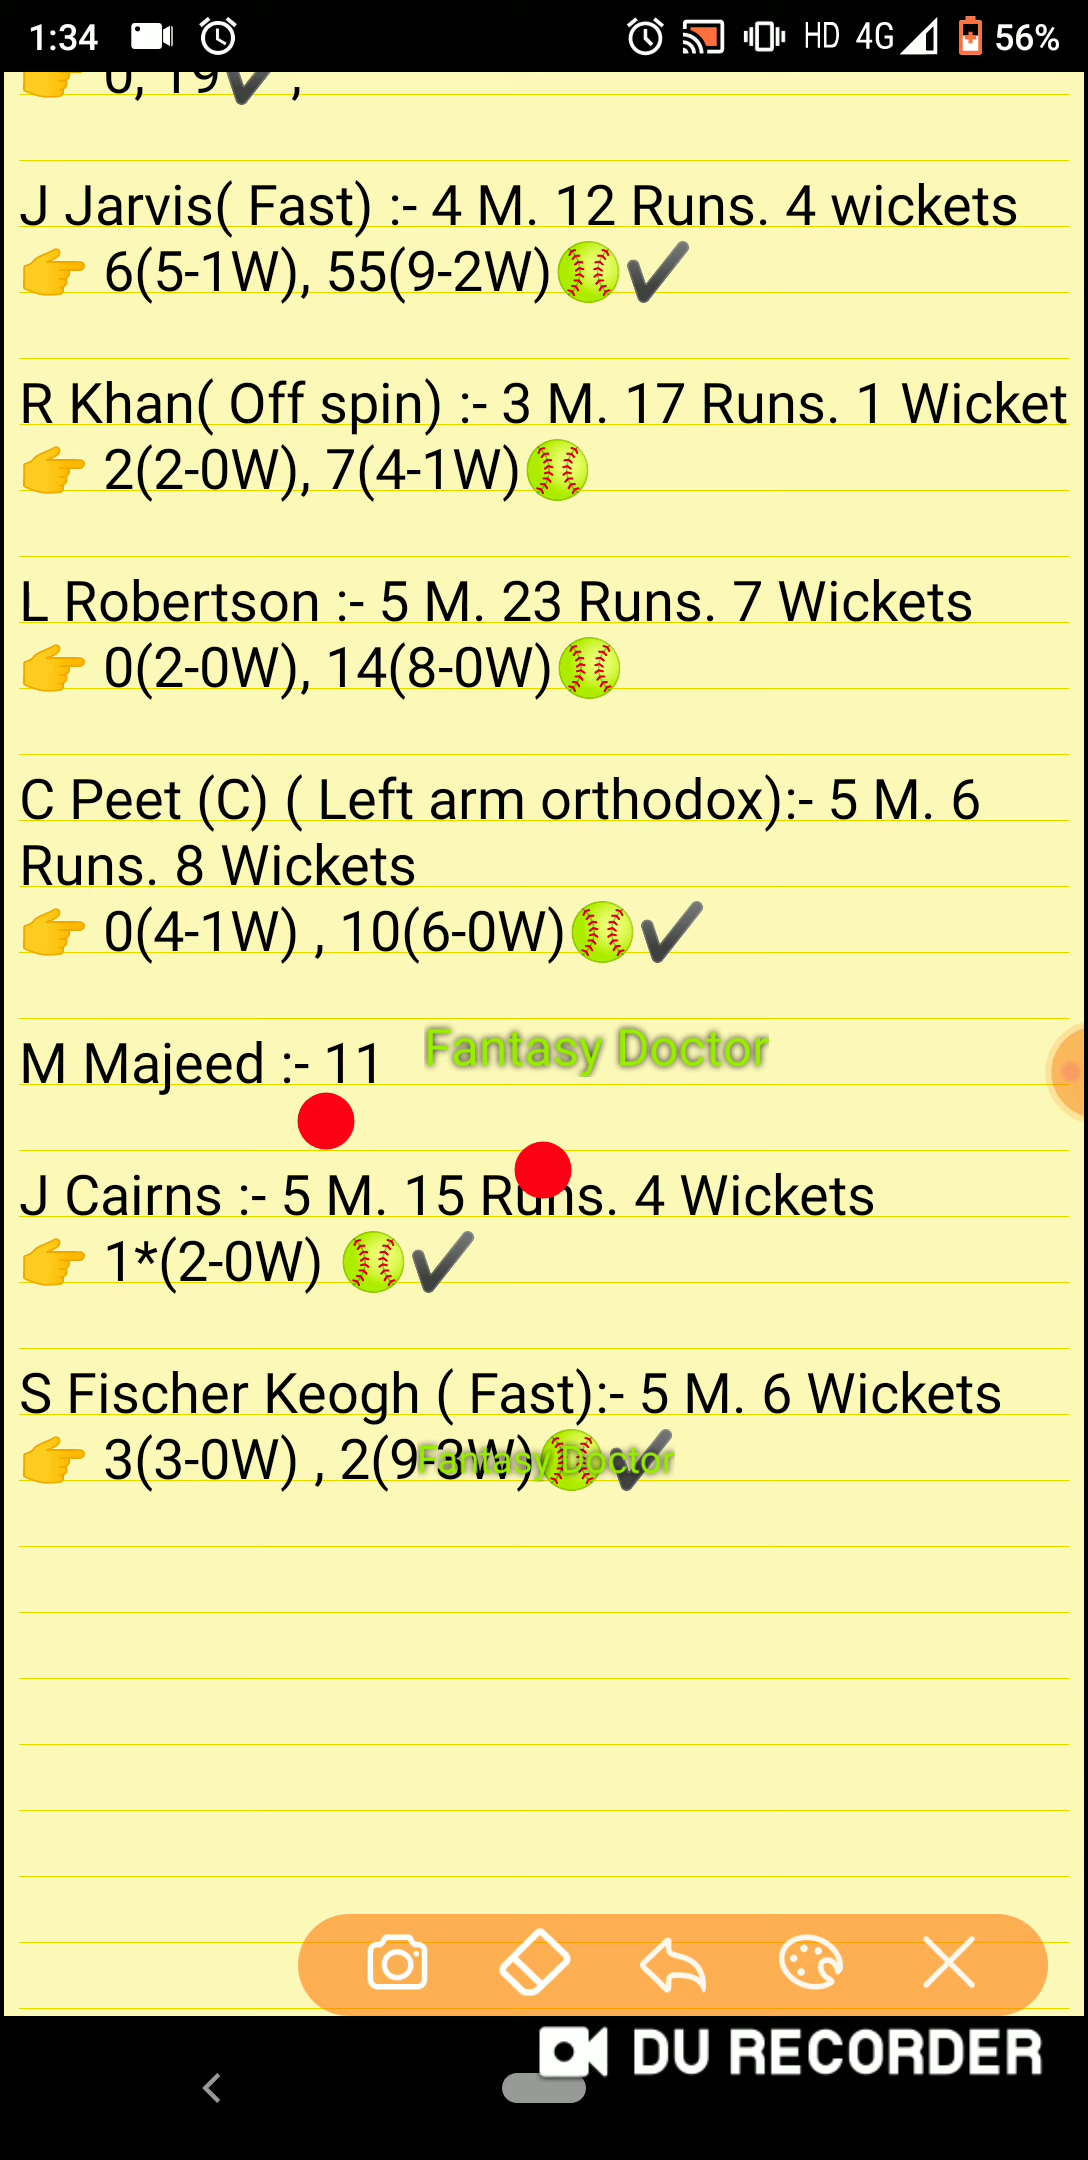 1:34 HD 4G 56%
👉 0, 19✔,
J Jarvis( Fast) :- 4 M. 12 Runs. 4 wickets
👉 6(5-1W), 55(9-2W)🥎✔
R Khan( Off spin) :- 3 M. 17 Runs. 1 Wicket
👉 2(2-0W), 7(4-1W)🥎
L Robertson :- 5 M. 23 Runs. 7 Wickets
👉 0(2-0W), 14(8-0W)🥎
C Peet (C) ( Left arm orthodox):- 5 M. 6
Runs. 8 Wickets
👉 0(4-1W) , 10(6-0W)🥎✔
M Majeed :- 11
Fantasy Doctor
J Cairns :- 5 M. 15 Runs. 4 Wickets
👉 1*(2-0W) 🥎✔
S Fischer Keogh ( Fast):- 5 M. 6 Wickets
👉 3(3-0W) , 2(9-3W)🥎✔
Fantasy Doctor
DU RECORDER